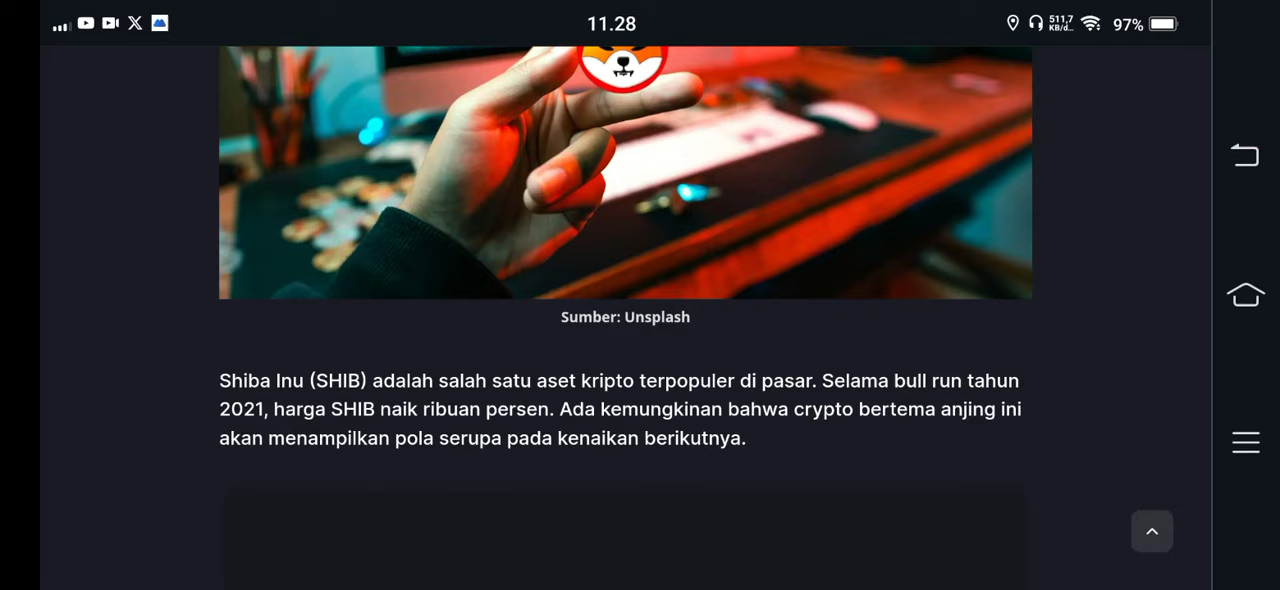 11.28
511,7
KB/d...
97%
Sumber: Unsplash
Shiba Inu (SHIB) adalah salah satu aset kripto terpopuler di pasar. Selama bull run tahun
2021, harga SHIB naik ribuan persen. Ada kemungkinan bahwa crypto bertema anjing ini
akan menampilkan pola serupa pada kenaikan berikutnya.